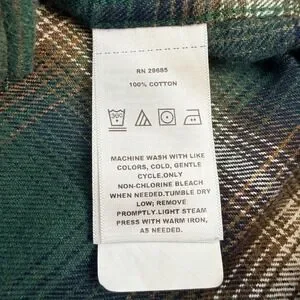 RN 29685
100% COTTON
MACHINE WASH WITH LIKE
COLORS, COLD, GENTLE
CYCLE.ONLY
NON-CHLORINE BLEACH
WHEN NEEDED.TUMBLE DRY
LOW; REMOVE
PROMPTLY.LIGHT STEAM
PRESS WITH WARM IRON,
AS NEEDED.